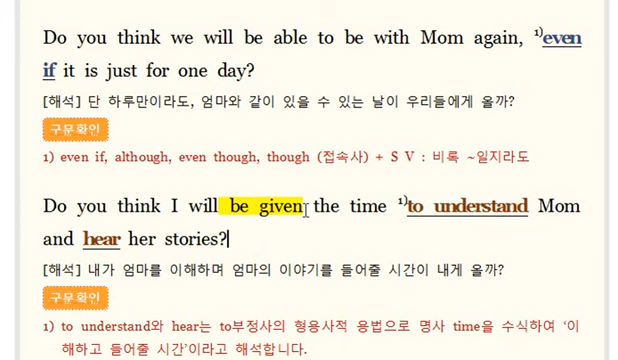 Do you think we will be able to be with Mom again, 1)even
if it is just for one day?
[해석] 단 하루만이라도, 엄마와 같이 있을 수 있는 날이 우리들에게 올까?
구문확인
1) even if, although, even though, though (접속사) + S V : 비록 ~일지라도
Do you think I will be given the time 1)to understand Mom
and hear her stories?
[해석] 내가 엄마를 이해하며 엄마의 이야기를 들어줄 시간이 내게 올까?
구문확인
1) to understand와 hear는 to부정사의 형용사적 용법으로 명사 time을 수식하여 ‘이
해하고 들어줄 시간’이라고 해석합니다.